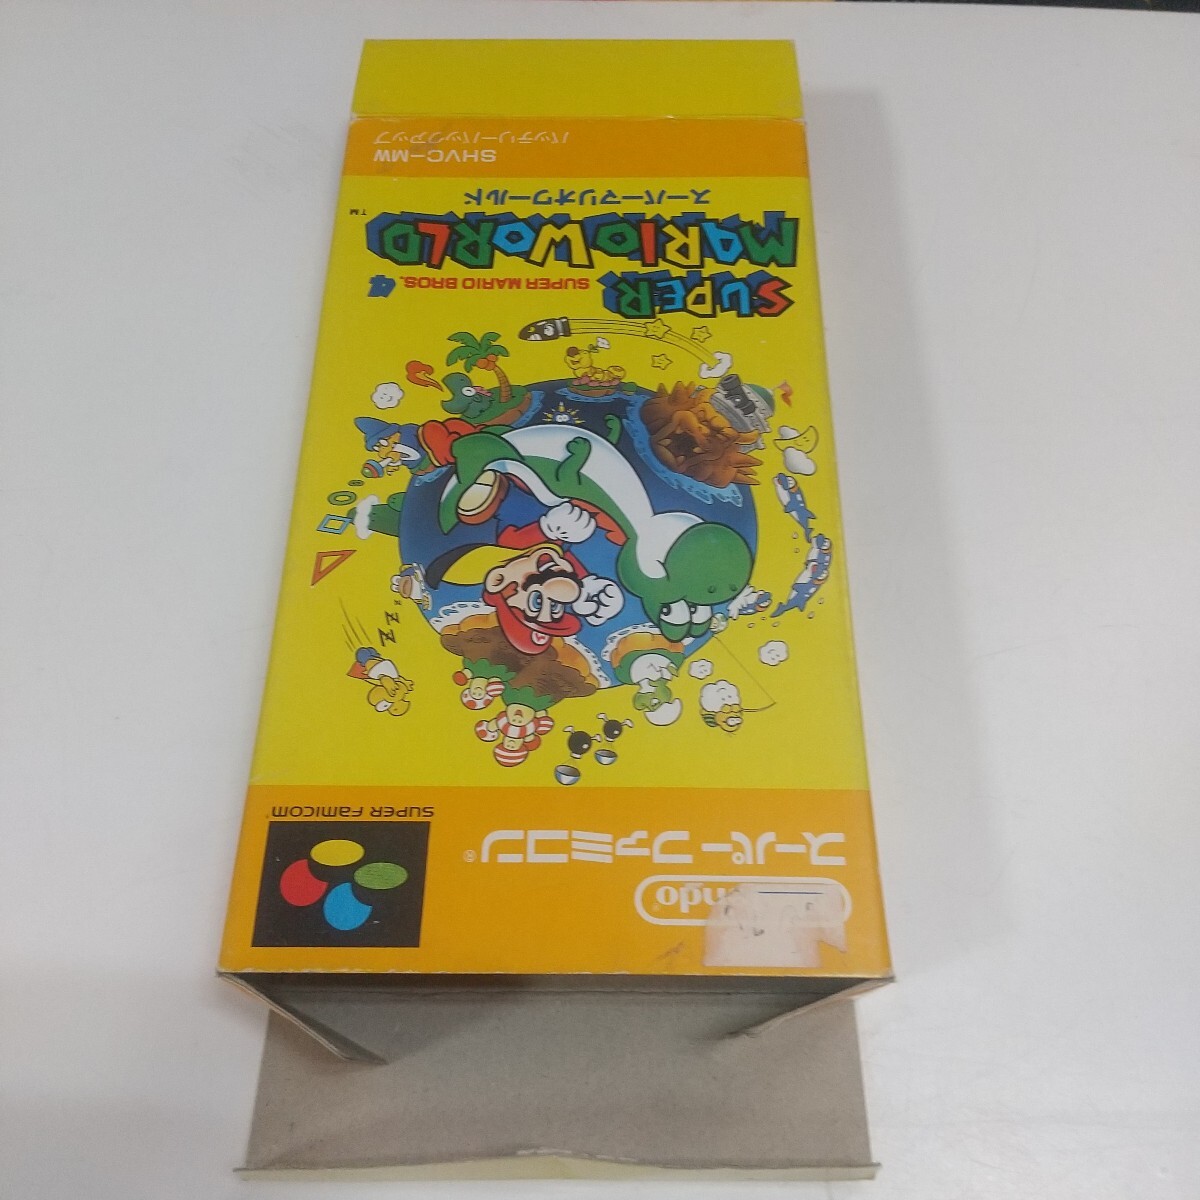 スーパーファミコン®
SUPER FAMICOM
ZZZ
SUPER
SUPER MARIO BROS. 4
MARIO WORLD™
スーパーマリオワールド
SHVC-MW
バッテリーバックアップ